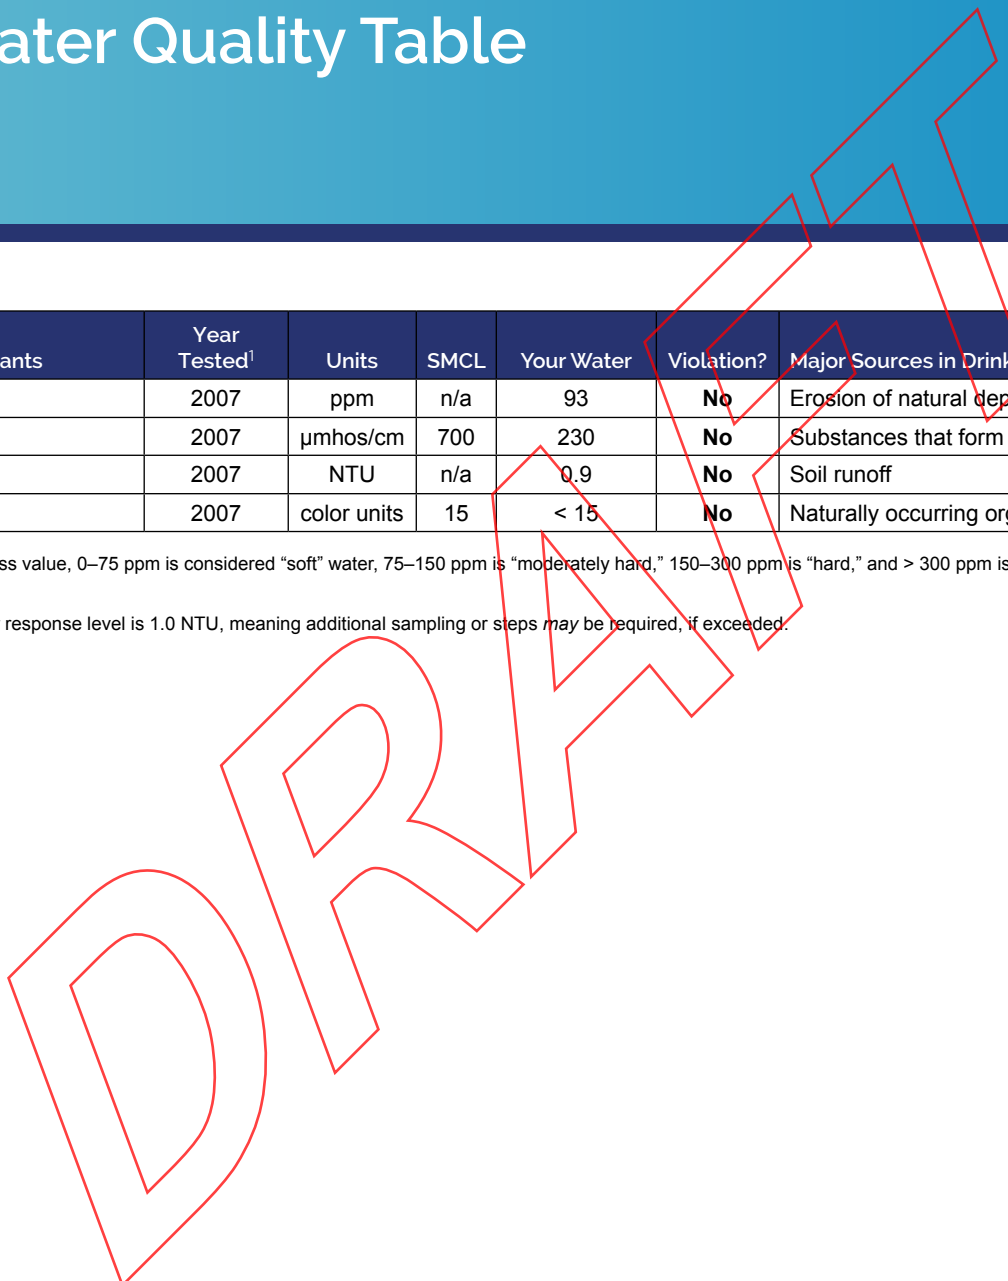 ater Quality Table
ants Year Tested1 Units SMCL Your Water Violation? Major Sources in Drink
2007 ppm n/a 93 No Erosion of natural dep
2007 µmhos/cm 700 230 No Substances that form
2007 NTU n/a 0.9 No Soil runoff
2007 color units 15 < 15 No Naturally occurring org
ss value, 0–75 ppm is considered “soft” water, 75–150 ppm is “moderately hard,” 150–300 ppm is “hard,” and > 300 ppm is
response level is 1.0 NTU, meaning additional sampling or steps may be required, if exceeded.
DRAFT